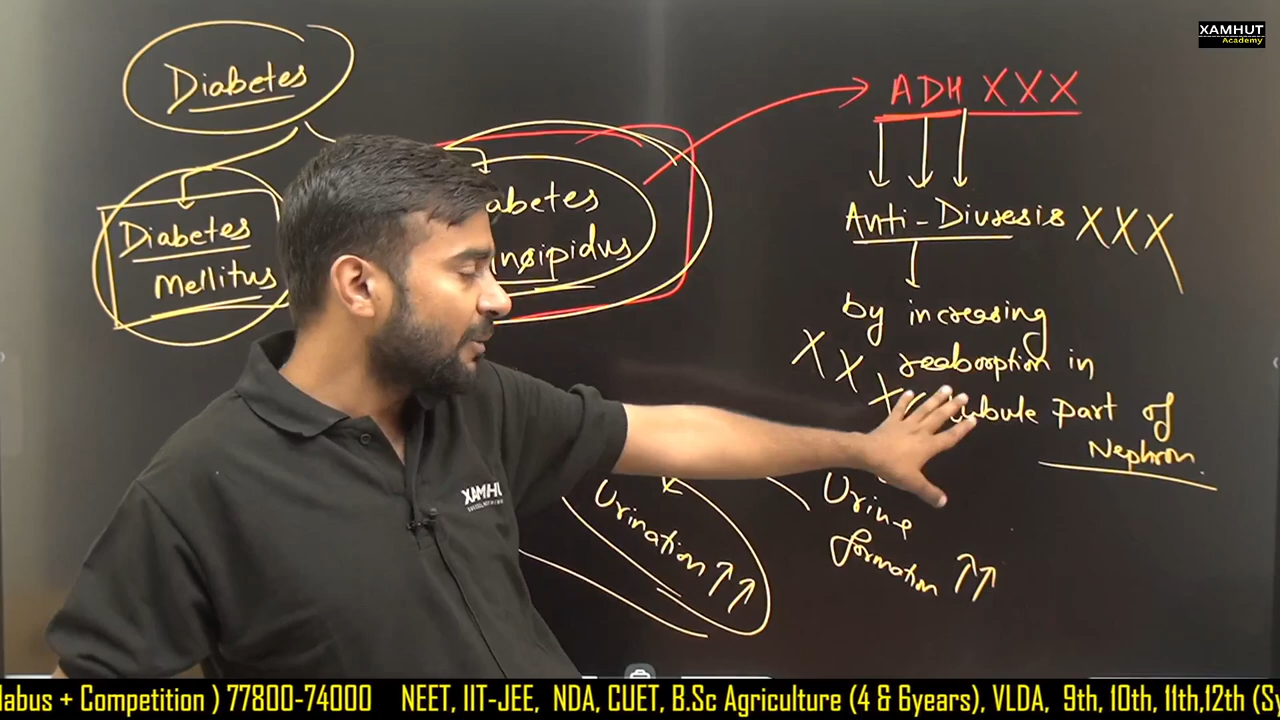 XAMHUT
Academy
Diabetes
ADH XXX
Diabetes
Mellitus
abetes
insipidus
Anti-Diuresis XXX
by increasing
XX reabsorption in
X tubule part of
Nephron.
Urination ↑↑
Urine
formation ↑↑
XAMHU
labus + Competition ) 77800-74000 NEET, IIT-JEE, NDA, CUET, B.Sc Agriculture (4 & 6years), VLDA, 9th, 10th, 11th,12th (Sy